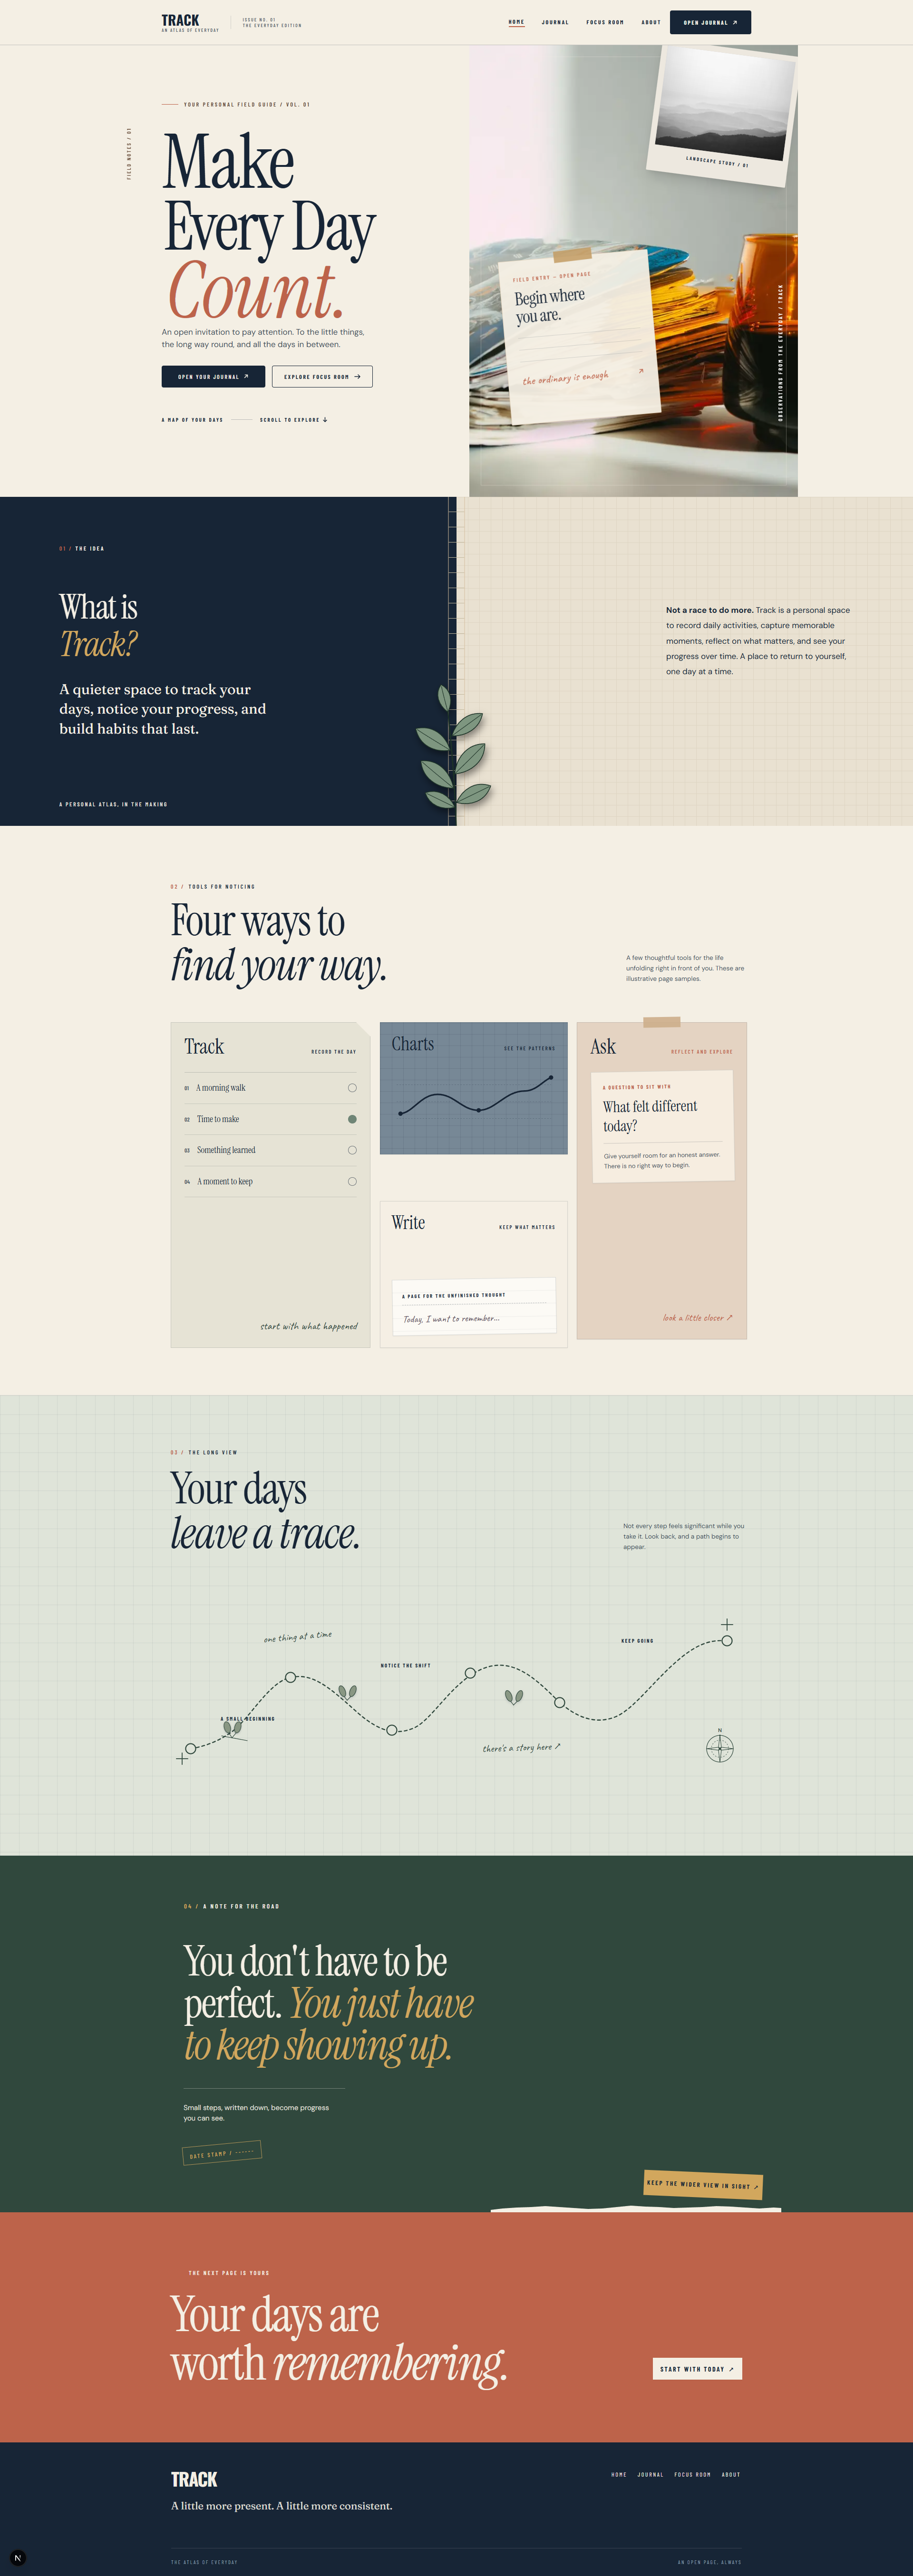 TRACK
AN ATLAS OF EVERYDAY
ISSUE NO. 01
THE EVERYDAY EDITION
HOME
JOURNAL
FOCUS ROOM
ABOUT
OPEN JOURNAL ↗
FIELD NOTES / 01
YOUR PERSONAL FIELD GUIDE / VOL. 01
Make
Every Day
Count.
An open invitation to pay attention. To the little things,
the long way round, and all the days in between.
OPEN YOUR JOURNAL ↗
EXPLORE FOCUS ROOM →
A MAP OF YOUR DAYS
SCROLL TO EXPLORE ↓
LANDSCAPE STUDY / 01
FIELD ENTRY — OPEN PAGE
Begin where
you are.
the ordinary is enough ↗
OBSERVATIONS FROM THE EVERYDAY / TRACK
01 / THE IDEA
What is
Track?
A quieter space to track your
days, notice your progress, and
build habits that last.
A PERSONAL ATLAS, IN THE MAKING
Not a race to do more. Track is a personal space
to record daily activities, capture memorable
moments, reflect on what matters, and see your
progress over time. A place to return to yourself,
one day at a time.
02 / TOOLS FOR NOTICING
Four ways to
find your way.
A few thoughtful tools for the life
unfolding right in front of you. These are
illustrative page samples.
Track
RECORD THE DAY
01 A morning walk
02 Time to make
03 Something learned
04 A moment to keep
start with what happened
Charts
SEE THE PATTERNS
Write
KEEP WHAT MATTERS
A PAGE FOR THE UNFINISHED THOUGHT
Today, I want to remember...
Ask
REFLECT AND EXPLORE
A QUESTION TO SIT WITH
What felt different
today?
Give yourself room for an honest answer.
There is no right way to begin.
look a little closer ↗
03 / THE LONG VIEW
Your days
leave a trace.
Not every step feels significant while you
take it. Look back, and a path begins to
appear.
one thing at a time
NOTICE THE SHIFT
KEEP GOING
A SMALL BEGINNING
there's a story here ↗
N
04 / A NOTE FOR THE ROAD
You don't have to be
perfect. You just have
to keep showing up.
Small steps, written down, become progress
you can see.
DATE STAMP / ------
KEEP THE WIDER VIEW IN SIGHT ↗
THE NEXT PAGE IS YOURS
Your days are
worth remembering.
START WITH TODAY ↗
TRACK
A little more present. A little more consistent.
HOME
JOURNAL
FOCUS ROOM
ABOUT
THE ATLAS OF EVERYDAY
AN OPEN PAGE, ALWAYS
N